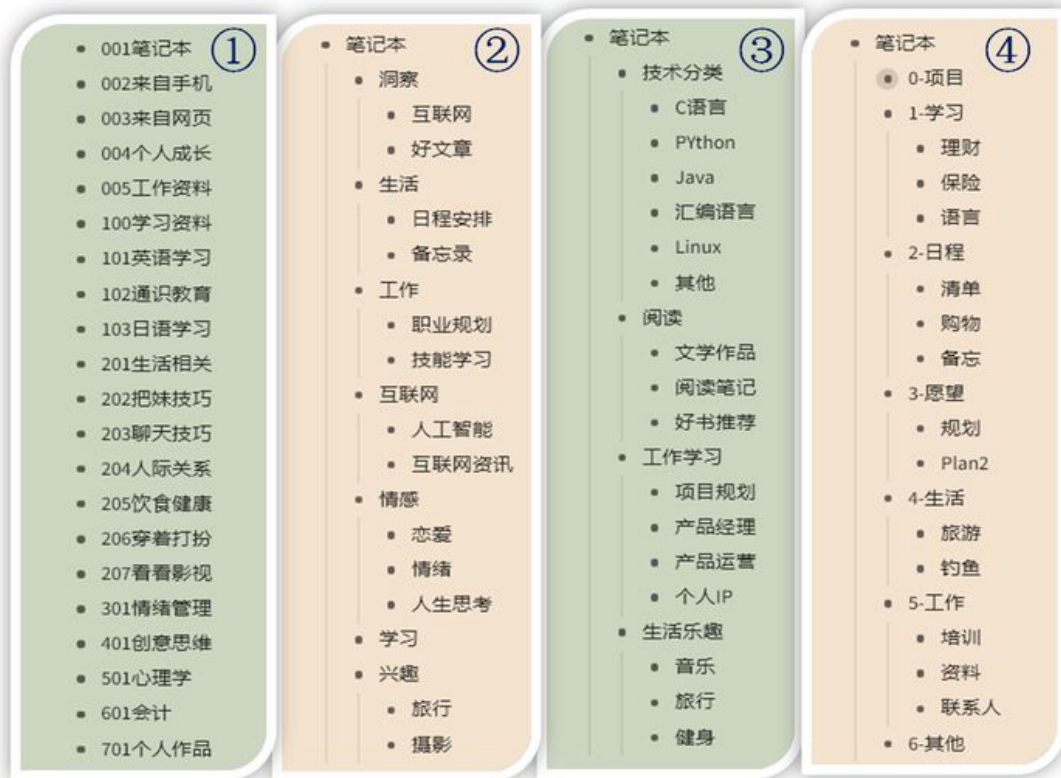 ①
001笔记本
002来自手机
003来自网页
004个人成长
005工作资料
100学习资料
101英语学习
102通识教育
103日语学习
201生活相关
202把妹技巧
203聊天技巧
204人际关系
205饮食健康
206穿着打扮
207看看影视
301情绪管理
401创意思维
501心理学
601会计
701个人作品
②
笔记本
洞察
互联网
好文章
生活
日程安排
备忘录
工作
职业规划
技能学习
互联网
人工智能
互联网资讯
情感
恋爱
情绪
人生思考
学习
兴趣
旅行
摄影
③
笔记本
技术分类
C语言
PYthon
Java
汇编语言
Linux
其他
阅读
文学作品
阅读笔记
好书推荐
工作学习
项目规划
产品经理
产品运营
个人IP
生活乐趣
音乐
旅行
健身
④
笔记本
0-项目
1-学习
理财
保险
语言
2-日程
清单
购物
备忘
3-愿望
规划
Plan2
4-生活
旅游
钓鱼
5-工作
培训
资料
联系人
6-其他